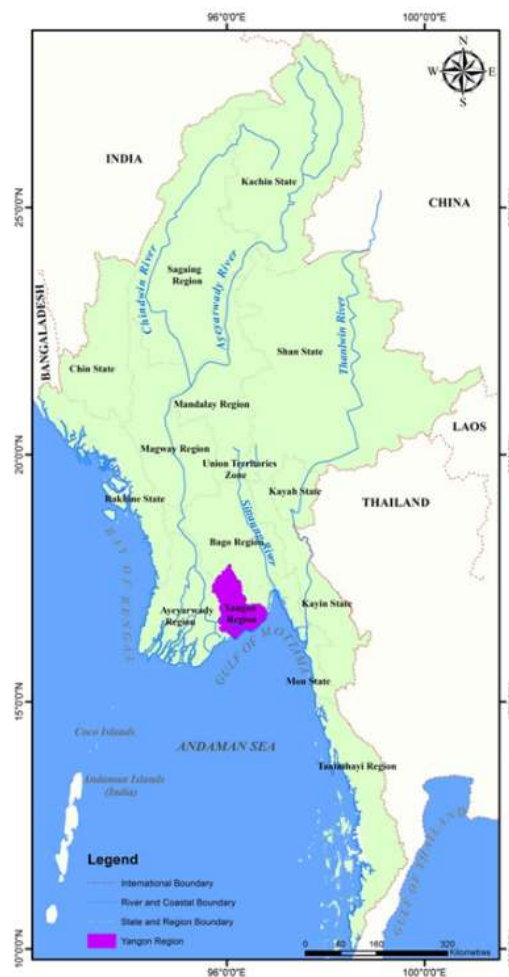 96°0'0"E
100°0'0"E
N
W
E
S
INDIA
Kachin State
25°0'0"N
CHINA
Sagaing
Region
Chindwin River
Ayeyarwady River
Thanlwin River
BANGALADESH
Shan State
Chin State
Mandalay Region
LAOS
Magway Region
20°0'0"N
Union Territories
Zone
Kayah State
THAILAND
Rakhine State
Sittaung River
BAY OF BENGAL
Bago Region
Ayeyarwady
Region
Yangon
Region
Kayin State
GULF OF MOTTAMA
Mon State
15°0'0"N
Coco Islands
ANDAMAN SEA
Tanintharyi Region
Andaman Islands
(India)
GULF OF THAILAND
Legend
International Boundary
River and Coastal Boundary
State and Region Boundary
Yangon Region
0 40 160 320
Kilometres
10°0'0"N
96°0'0"E
100°0'0"E